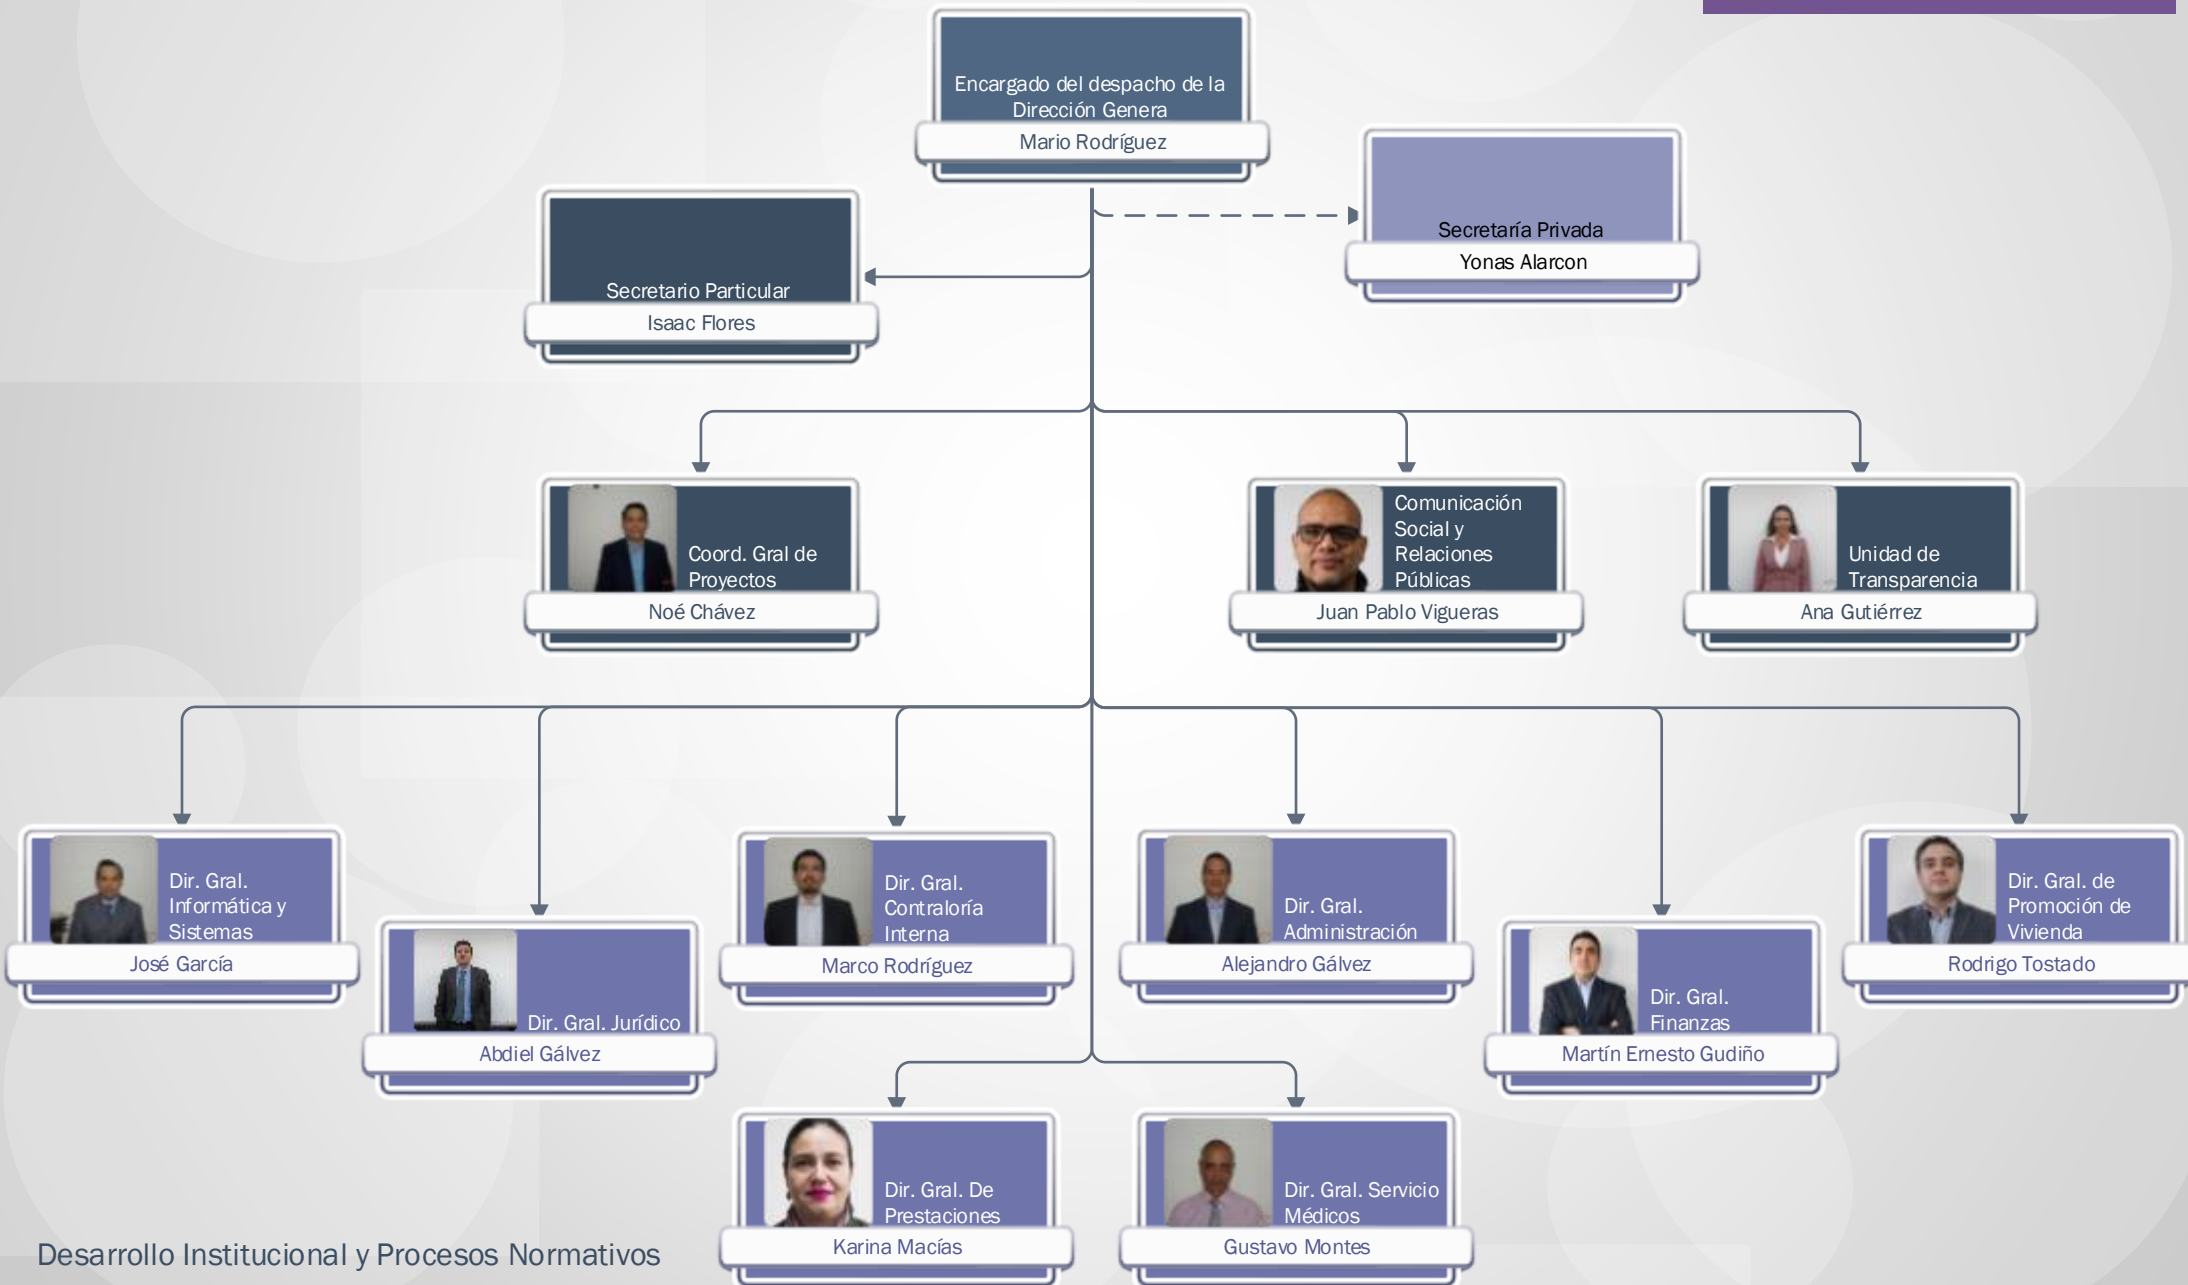 Encargado del despacho de la
Dirección Genera
Mario Rodríguez
Secretaría Privada
Yonas Alarcon
Secretario Particular
Isaac Flores
Coord. Gral de
Proyectos
Noé Chávez
Comunicación
Social y
Relaciones
Públicas
Juan Pablo Vigueras
Unidad de
Transparencia
Ana Gutiérrez
Dir. Gral.
Informática y
Sistemas
José García
Dir. Gral. Jurídico
Abdiel Gálvez
Dir. Gral.
Contraloría
Interna
Marco Rodríguez
Dir. Gral.
Administración
Alejandro Gálvez
Dir. Gral.
Finanzas
Martín Ernesto Gudiño
Dir. Gral. de
Promoción de
Vivienda
Rodrigo Tostado
Dir. Gral. De
Prestaciones
Karina Macías
Dir. Gral. Servicio
Médicos
Gustavo Montes
Desarrollo Institucional y Procesos Normativos